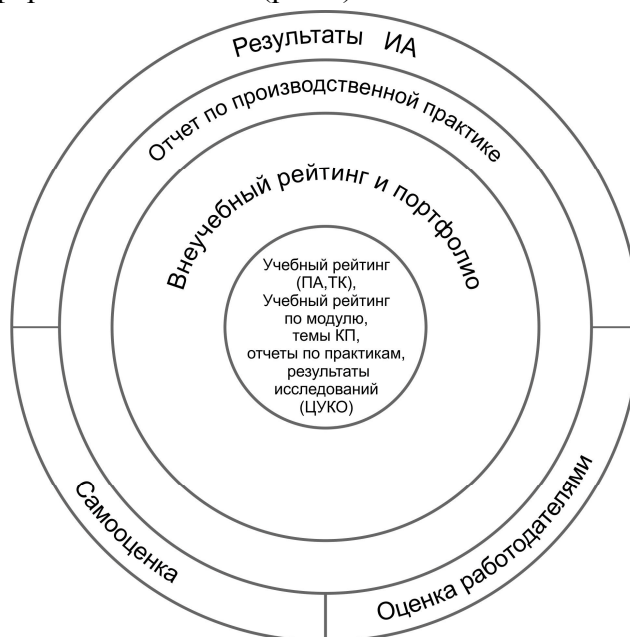 Результаты ИА
Отчет по производственной практике
Внеучебный рейтинг и портфолио
Учебный рейтинг
(ПА,ТК),
Учебный рейтинг
по модулю,
темы КП,
отчеты по практикам,
результаты
исследований
(ЦУКО)
Самооценка
Оценка работодателями